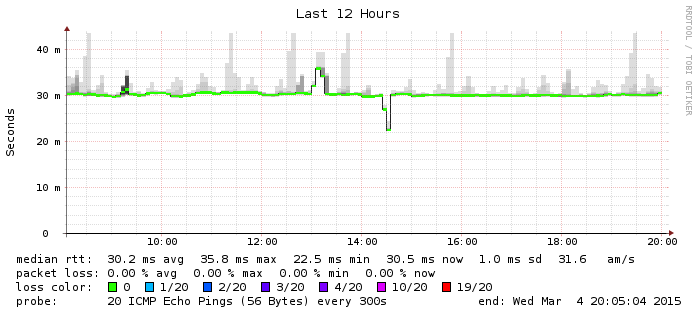 Last 12 Hours
RRDTOOL / TOBI OETIKER
Seconds
40 m
30 m
20 m
10 m
0
10:00 12:00 14:00 16:00 18:00 20:00
median rtt: 30.2 ms avg 35.8 ms max 22.5 ms min 30.5 ms now 1.0 ms sd 31.6 am/s
packet loss: 0.00 % avg 0.00 % max 0.00 % min 0.00 % now
loss color: 0 1/20 2/20 3/20 4/20 10/20 19/20
probe: 20 ICMP Echo Pings (56 Bytes) every 300s end: Wed Mar 4 20:05:04 2015